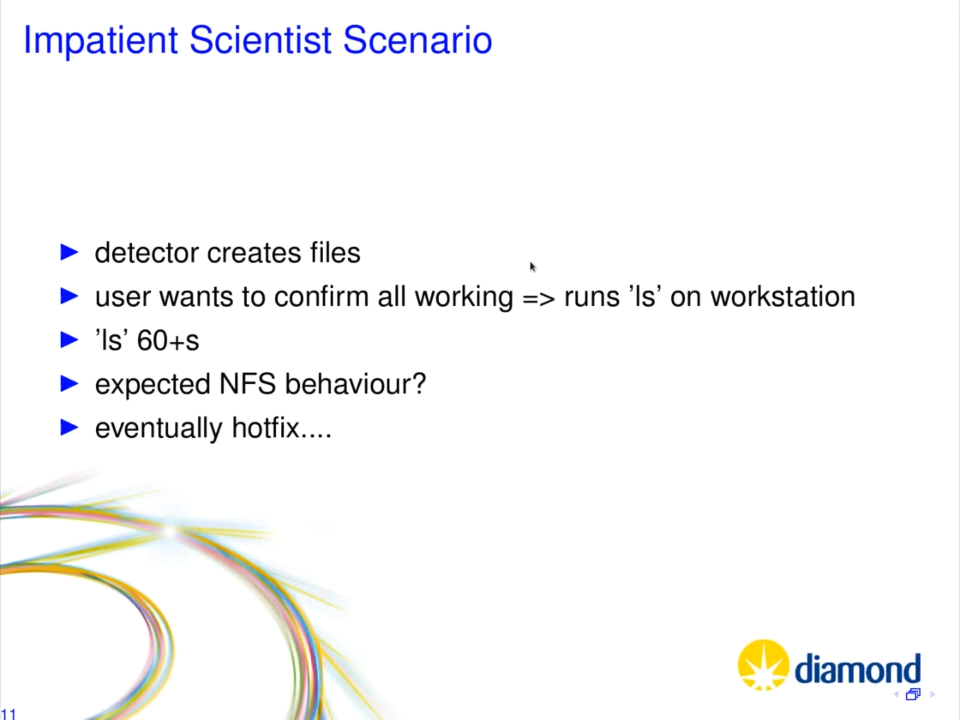 Impatient Scientist Scenario
detector creates files
user wants to confirm all working => runs ’ls’ on workstation
’ls’ 60+s
expected NFS behaviour?
eventually hotfix....
diamond
11